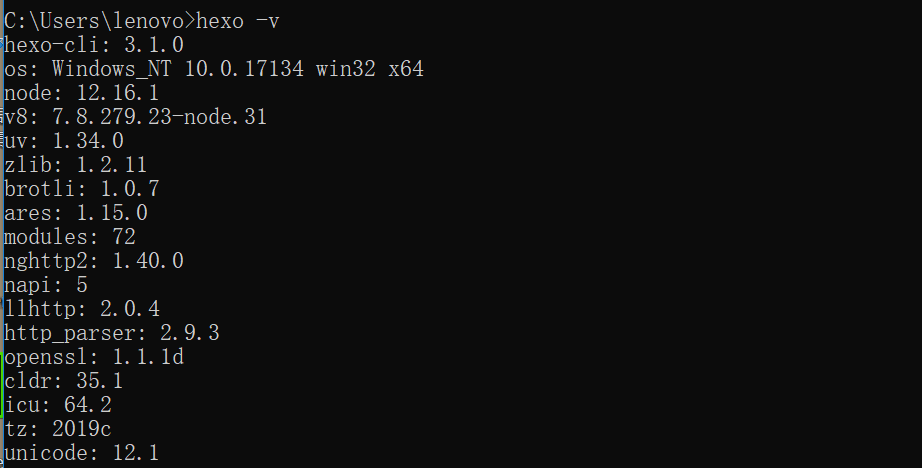 C:\Users\lenovo>hexo -v
hexo-cli: 3.1.0
os: Windows_NT 10.0.17134 win32 x64
node: 12.16.1
v8: 7.8.279.23-node.31
uv: 1.34.0
zlib: 1.2.11
brotli: 1.0.7
ares: 1.15.0
modules: 72
nghttp2: 1.40.0
napi: 5
llhttp: 2.0.4
http_parser: 2.9.3
openssl: 1.1.1d
cldr: 35.1
icu: 64.2
tz: 2019c
unicode: 12.1